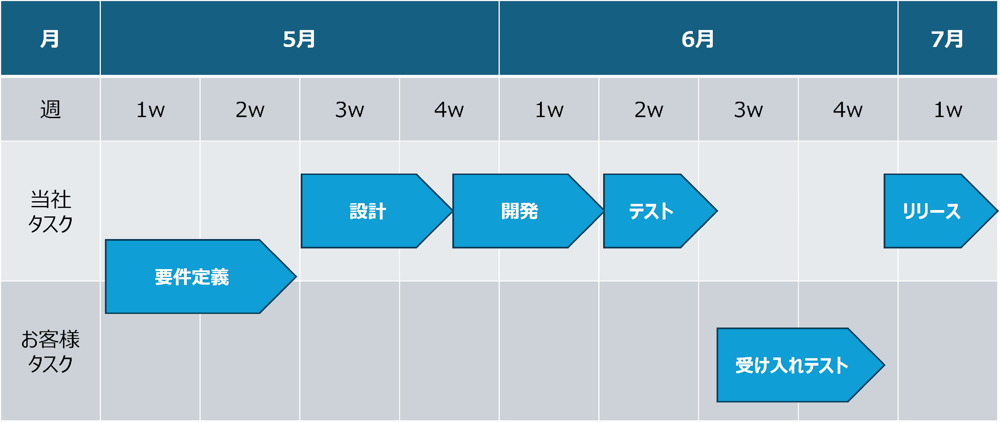 月
5月
6月
7月
週
1w
2w
3w
4w
1w
2w
3w
4w
1w
当社
タスク
設計
開発
テスト
リリース
要件定義
お客様
タスク
受け入れテスト